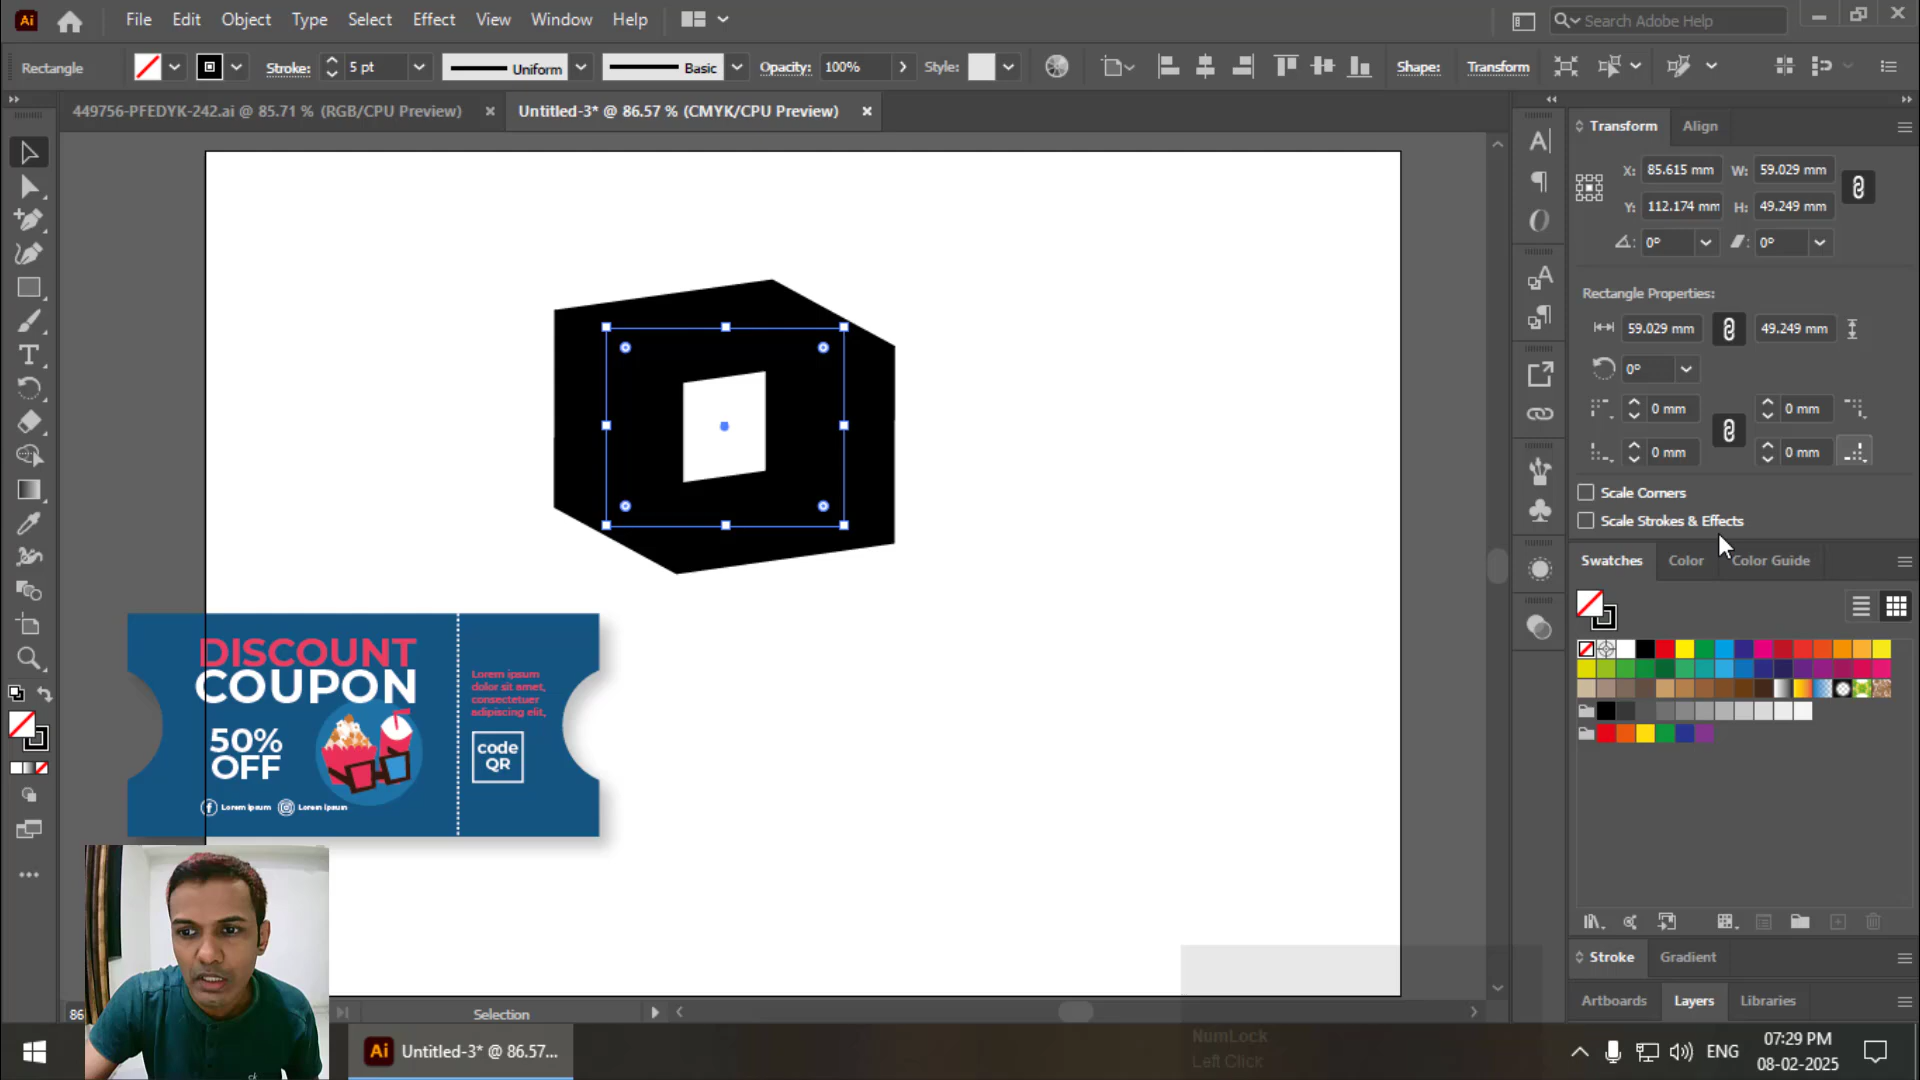 Ai File Edit Object Type Select Effect View Window Help Search Adobe Help
Rectangle Stroke: 5 pt Uniform Basic Opacity: 100% Style: Shape: Transform
449756-PFEDYK-242.ai @ 85.71 % (RGB/CPU Preview) × Untitled-3* @ 86.57 % (CMYK/CPU Preview) ×
Transform Align
X: 85.615 mm W: 59.029 mm
Y: 112.174 mm H: 49.249 mm
0° 0°
Rectangle Properties:
59.029 mm 49.249 mm
0°
0 mm 0 mm
0 mm 0 mm
Scale Corners
Scale Strokes & Effects
Swatches Color Color Guide
DISCOUNT
COUPON
50%
OFF
Lorem ipsum Lorem ipsum
Lorem ipsum
dolor sit amet,
consectetuer
adipiscing elit,
code
QR
Stroke Gradient
Artboards Layers Libraries
86 Selection
NumLock
Left Click
Ai Untitled-3* @ 86.57...
ENG
07:29 PM
08-02-2025